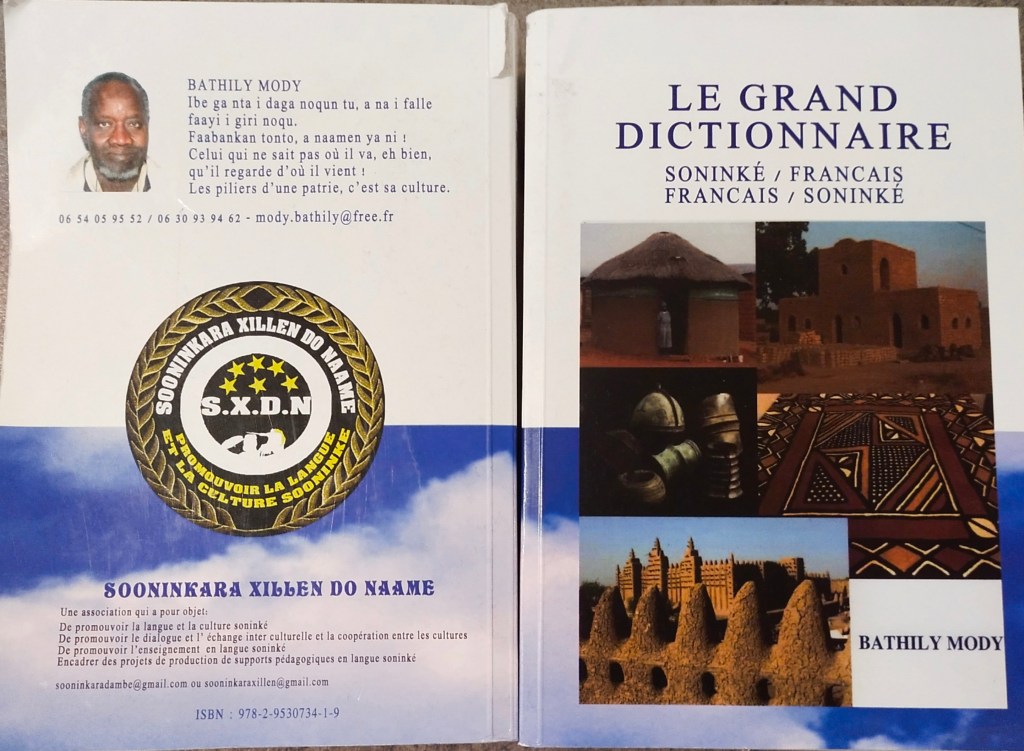 BATHILY MODY
Ibe ga nta i daga noqun tu, a na i falle
faayi i giri noqu.
Faabankan tonto, a naamen ya ni !
Celui qui ne sait pas où il va, eh bien,
qu'il regarde d'où il vient !
Les piliers d'une patrie, c'est sa culture.
06 54 05 95 52 / 06 30 93 94 62 - mody.bathily@free.fr
SOONINKARA XILLEN DO NAAME
S.X.D.N
PROMOUVOIR LA LANGUE
ET LA CULTURE SOONINKE
SOONINKARA XILLEN DO NAAME
Une association qui a pour objet:
De promouvoir la langue et la culture soninké
De promouvoir le dialogue et l' échange inter culturelle et la coopération entre les cultures
De promouvoir l'enseignement en langue soninké
Encadrer des projets de production de supports pédagogiques en langue soninké
sooninkaradambe@gmail.com ou sooninkaraxillen@gmail.com
ISBN : 978-2-9530734-1-9
LE GRAND
DICTIONNAIRE
SONINKÉ / FRANCAIS
FRANCAIS / SONINKÉ
BATHILY MODY